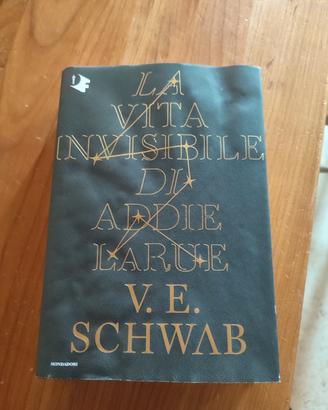 LA
VITA
INVISIBILE
DI
ADDIE
LARUE
V. E.
SCHWAB
MONDADORI